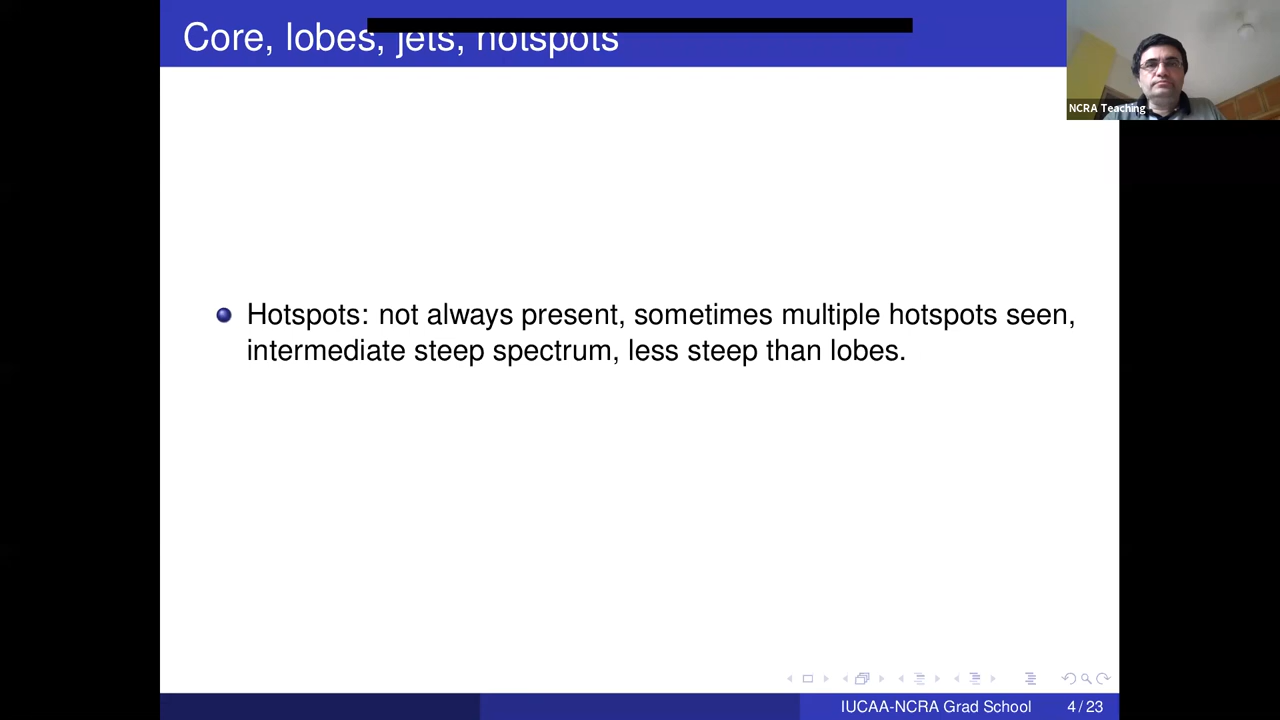 Core, lobes, jets, hotspots
NCRA Teaching
Hotspots: not always present, sometimes multiple hotspots seen,
intermediate steep spectrum, less steep than lobes.
IUCAA-NCRA Grad School 4 / 23